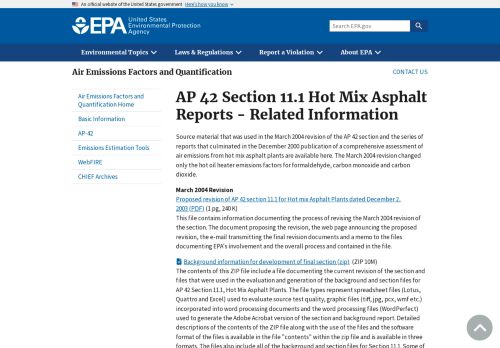 An official website of the United States government Here's how you know
EPA United States
Environmental Protection
Agency
Search EPA.gov
Environmental Topics Laws & Regulations Report a Violation About EPA
Air Emissions Factors and Quantification
CONTACT US
Air Emissions Factors and
Quantification Home
Basic Information
AP-42
Emissions Estimation Tools
WebFIRE
CHIEF Archives
AP 42 Section 11.1 Hot Mix Asphalt
Reports - Related Information
Source material that was used in the March 2004 revision of the AP 42 section and the series
of reports that culminated in the December 2000 publication of a comprehensive assessment of
air emissions from hot mix asphalt plants are available here. The March 2004 revision changed
only the hot oil heater emissions factors for formaldehyde, carbon monoxide and carbon
dioxide.
March 2004 Revision
Proposed revision of AP 42 section 11.1 for Hot mix Asphalt Plants dated December 2,
2003 (PDF) (1 pg, 240 K)
This file contains information documenting the process of revising the March 2004 revision of
the section. The document proposing the revision, the web page announcing the proposed
revision, the e-mail transmitting the final revision documents and a memo to the files
documenting EPA's involvement and the overall process and contained in the file.
Background information for development of final section (zip) (ZIP 10M)
The contents of this ZIP file include a file documenting the current revision of the section and
files that were used in the evaluation and generation of the background and section files for
AP 42 Section 11.1, Hot Mix Asphalt Plants. The file types represent spreadsheet (Lotus,
Quattro and Excel) used to evaluate source test quality, graphic files (tiff, jpg, pcx, wmf etc.)
incorporated into word processing documents and the word processing files (WordPerfect)
used to generate the Adobe Acrobat version of the section and background report. Detailed
descriptions of the contents of the ZIP file along with the use of the files and the software
format of the files is available in the file "contents" within the zip file and is available in three
formats. The files also include all of the background and section files for Section 11.1. Some of